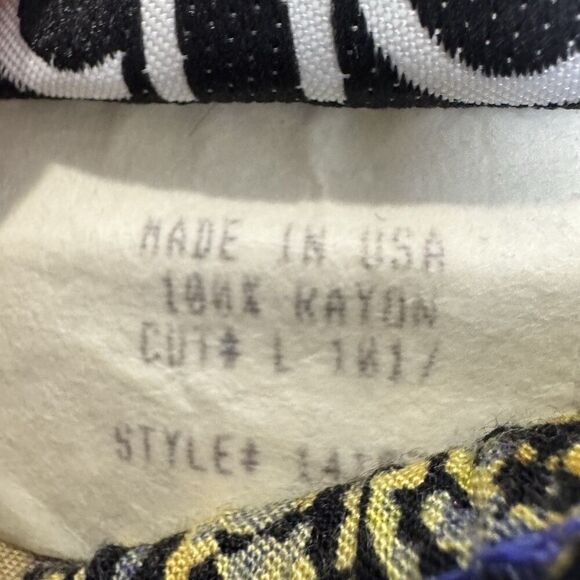 MADE IN USA
100% RAYON
CUT# L 1017
STYLE#